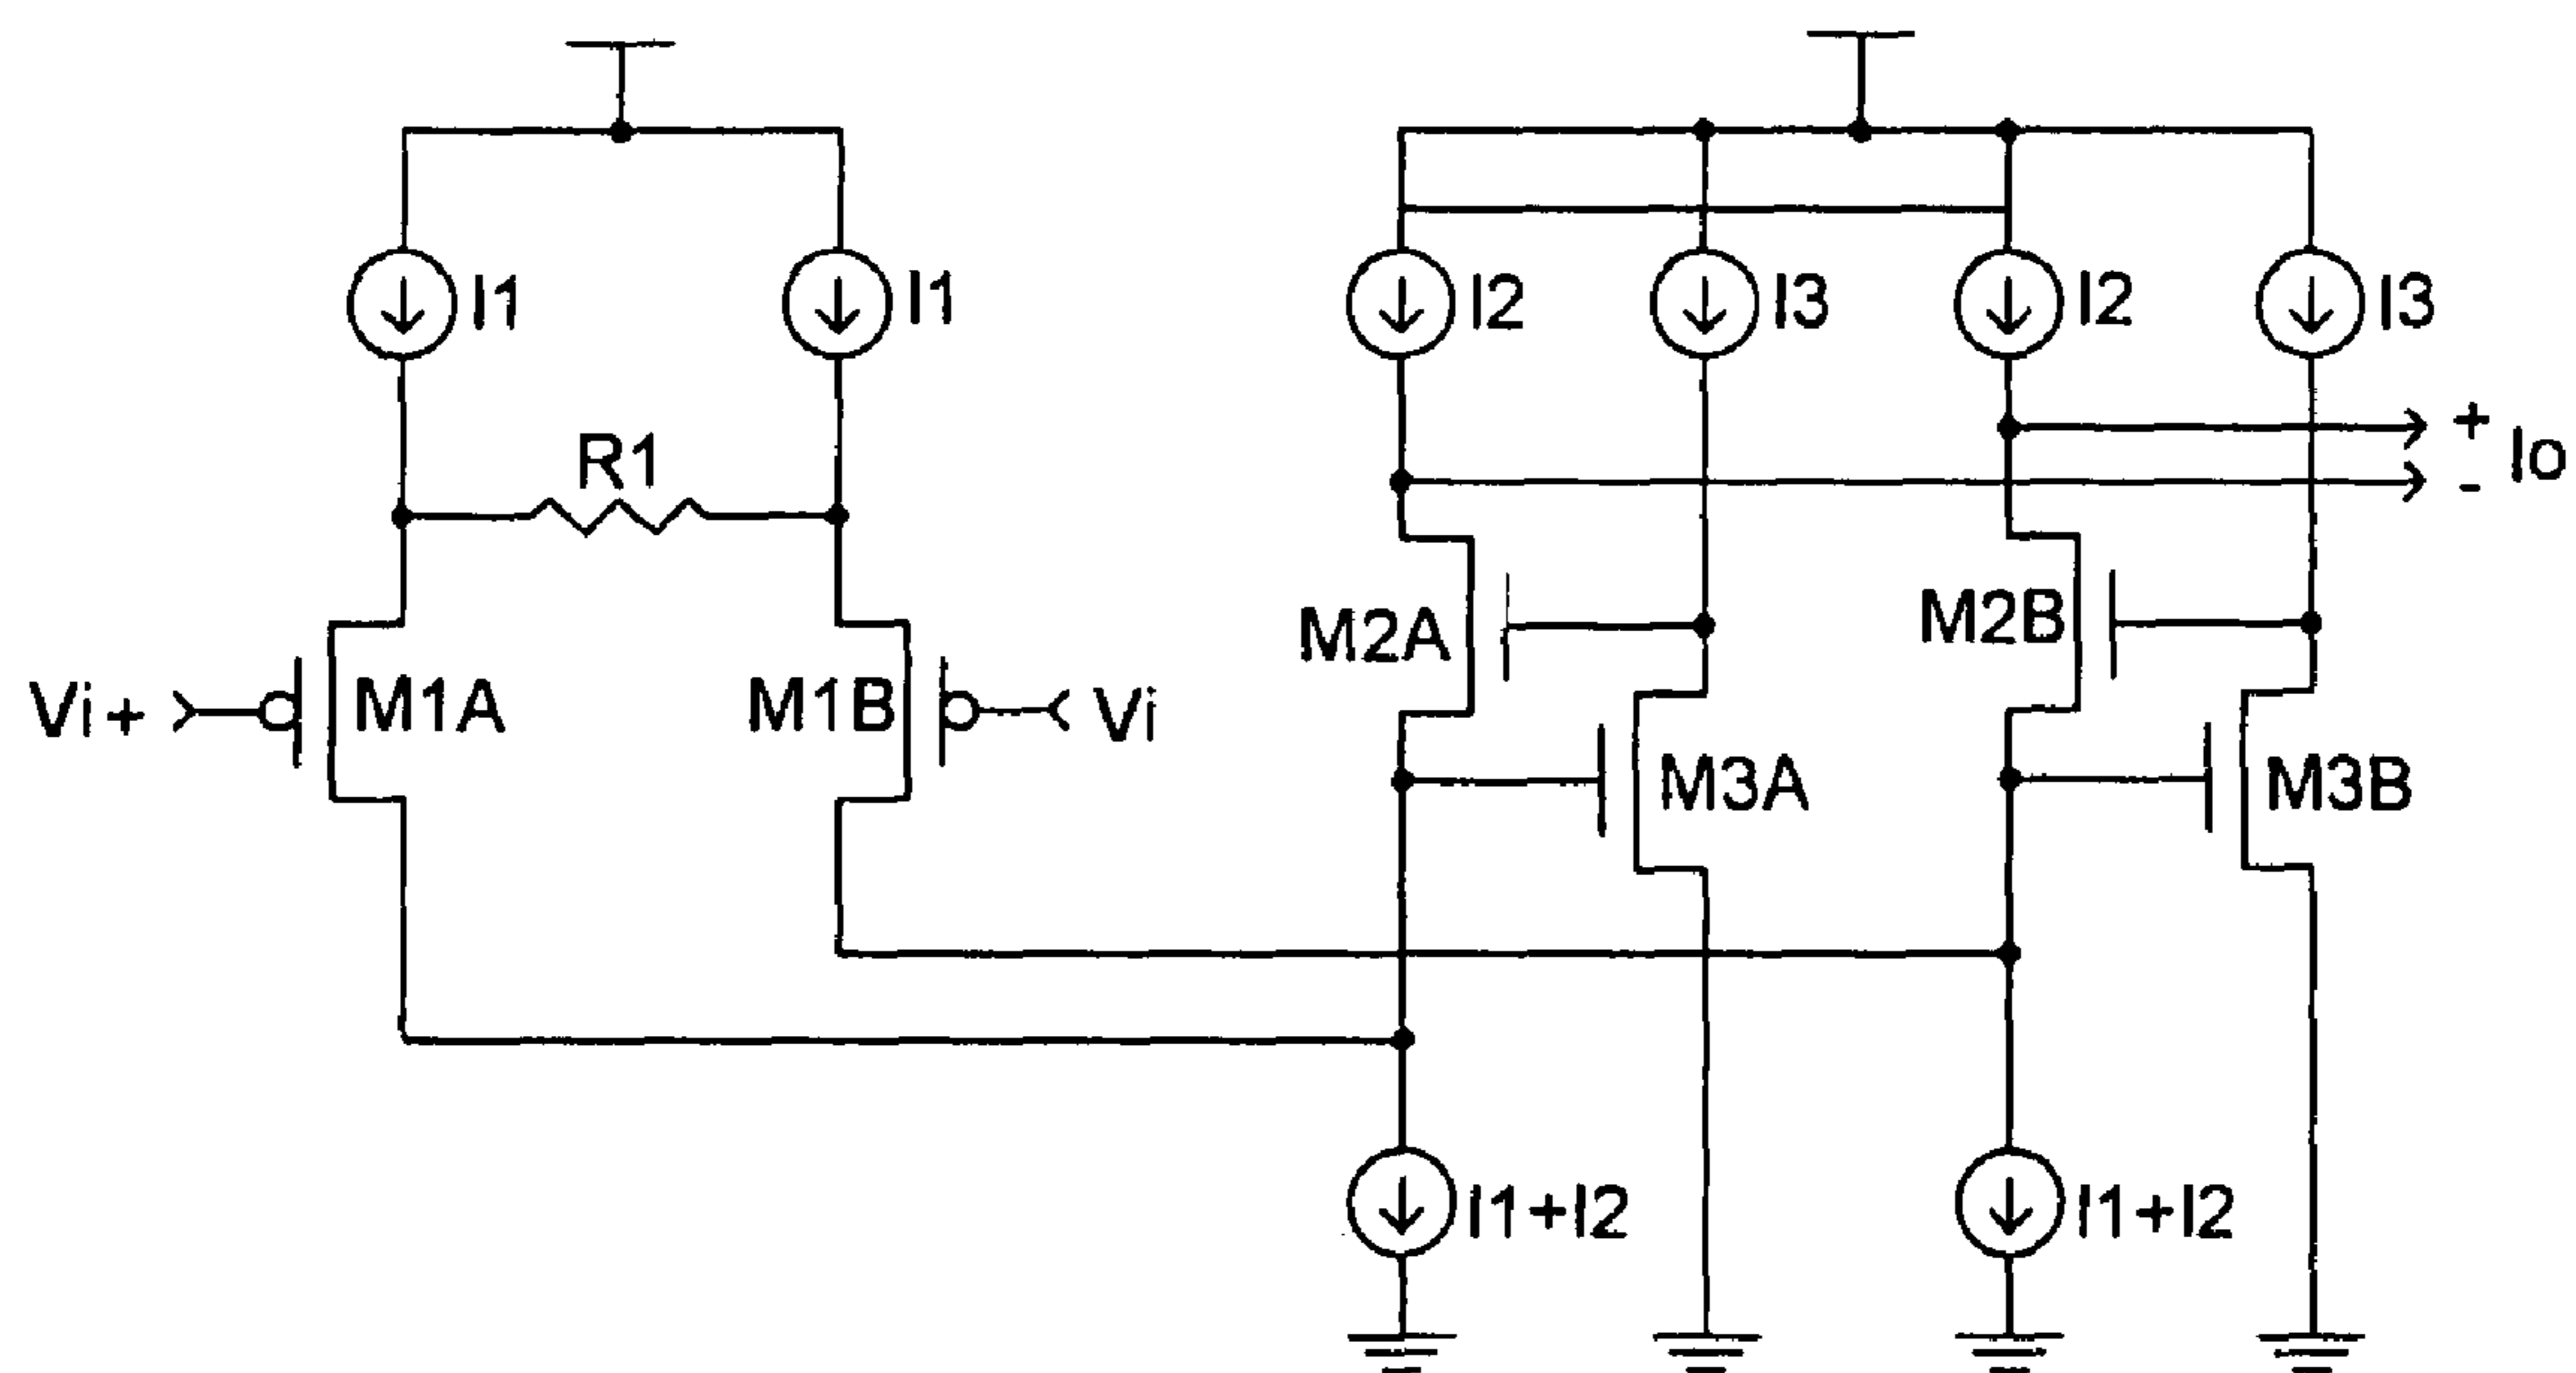 I1
I1
I2
I3
I2
I3
R1
+
Io
-
M2A
M2B
Vi+
M1A
M1B
Vi
M3A
M3B
I1+I2
I1+I2